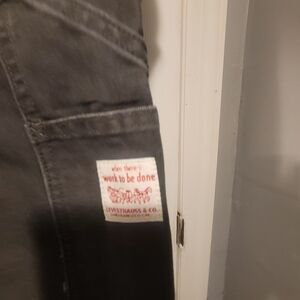 when there's
work to be done
LEVI STRAUSS & CO.